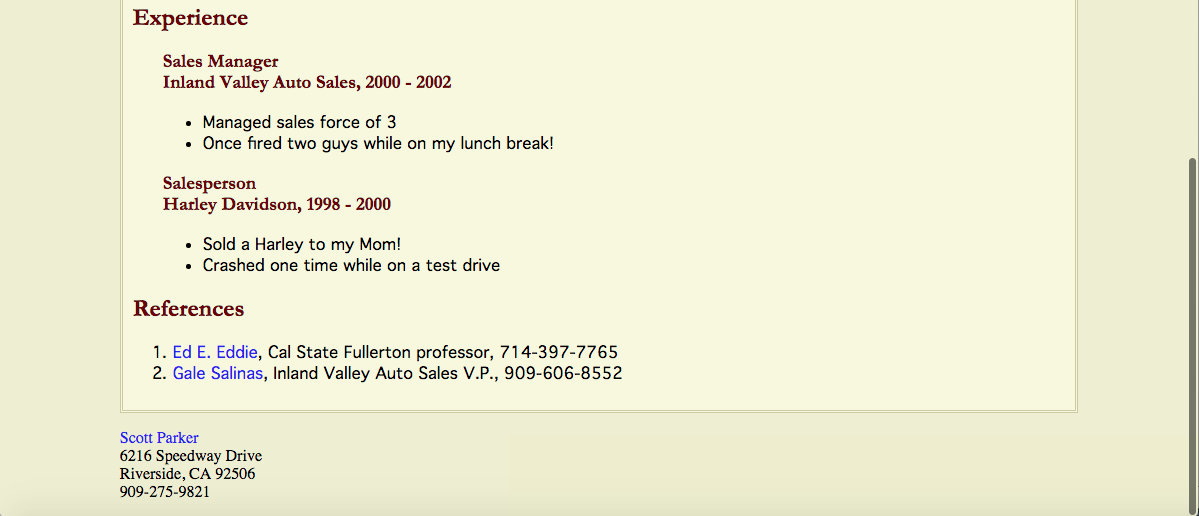 Experience
Sales Manager
Inland Valley Auto Sales, 2000 - 2002
• Managed sales force of 3
• Once fired two guys while on my lunch break!
Salesperson
Harley Davidson, 1998 - 2000
• Sold a Harley to my Mom!
• Crashed one time while on a test drive
References
1. Ed E. Eddie, Cal State Fullerton professor, 714-397-7765
2. Gale Salinas, Inland Valley Auto Sales V.P., 909-606-8552
Scott Parker
6216 Speedway Drive
Riverside, CA 92506
909-275-9821